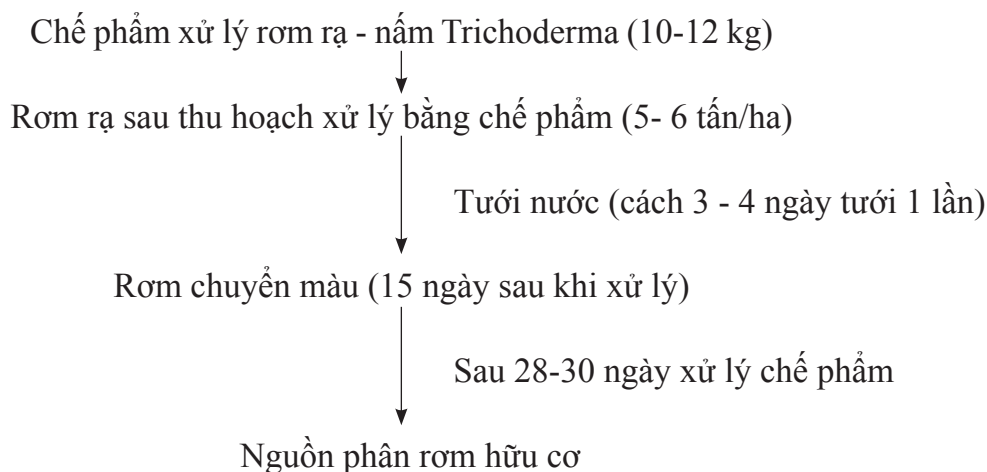 Chế phẩm xử lý rơm rạ - nấm Trichoderma (10-12 kg)
Rơm rạ sau thu hoạch xử lý bằng chế phẩm (5- 6 tấn/ha)
Tưới nước (cách 3 - 4 ngày tưới 1 lần)
Rơm chuyển màu (15 ngày sau khi xử lý)
Sau 28-30 ngày xử lý chế phẩm
Nguồn phân rơm hữu cơ